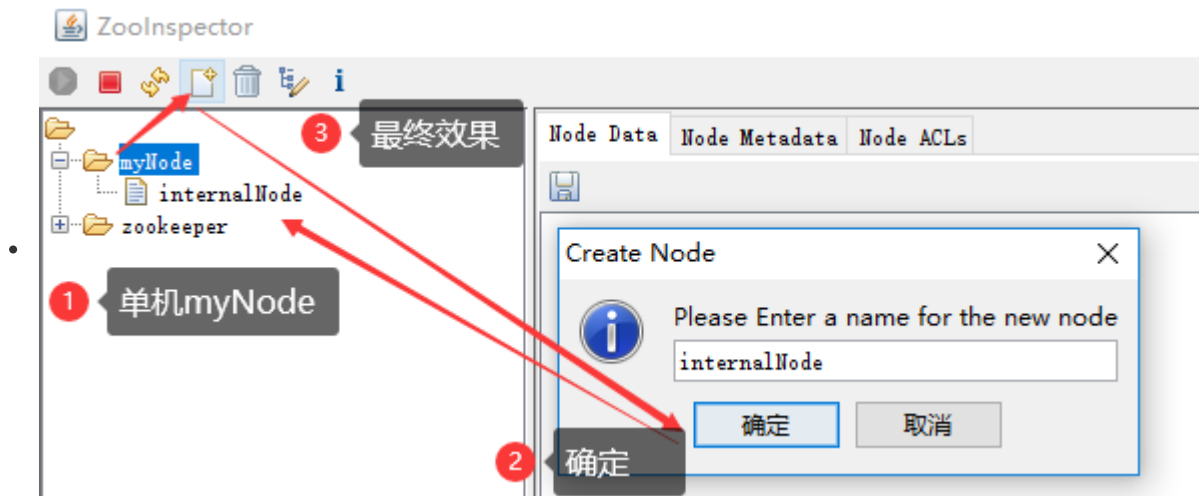 ZooInspector
3 最终效果
Node Data Node Metadata Node ACLs
myNode
internalNode
zookeeper
1 单机myNode
Create Node
Please Enter a name for the new node
internalNode
确定 取消
2 确定